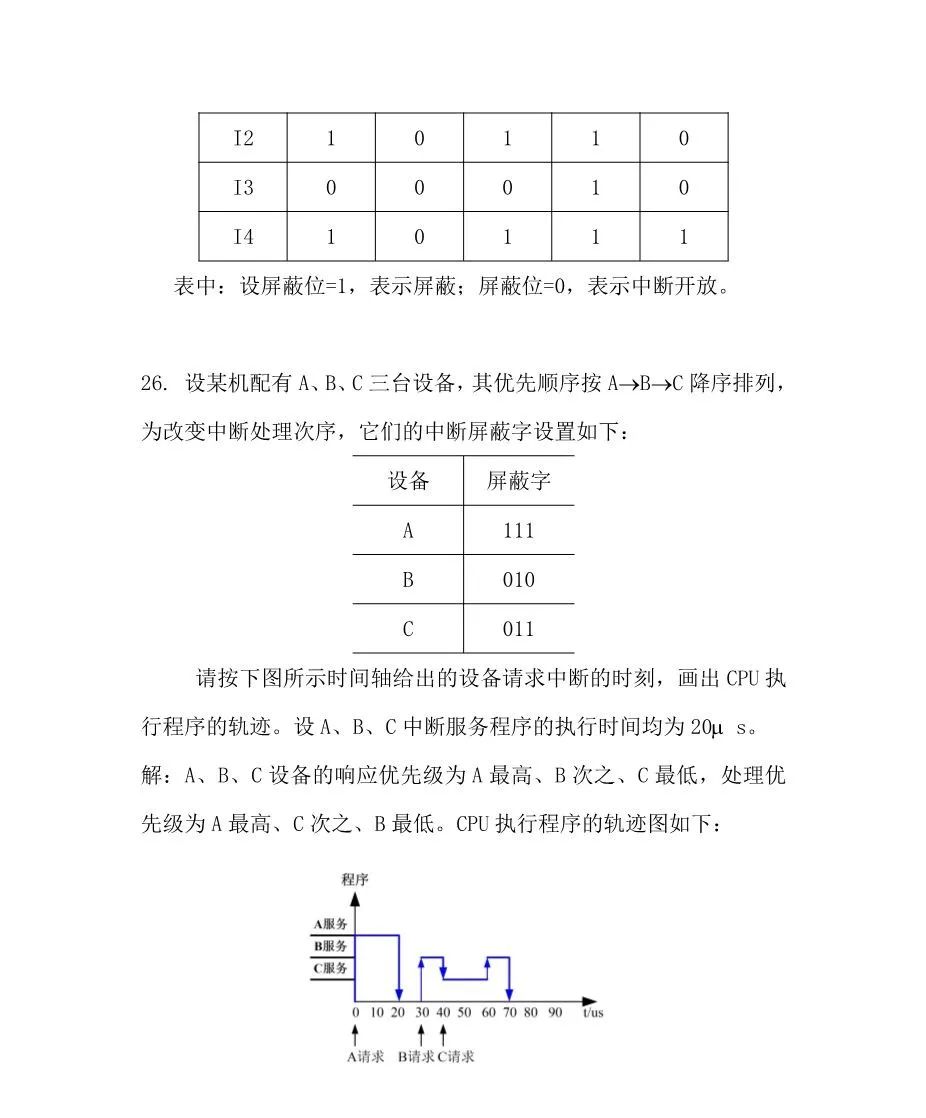 I2 1 0 1 1 0
I3 0 0 0 1 0
I4 1 0 1 1 1
表中：设屏蔽位=1，表示屏蔽；屏蔽位=0，表示中断开放。
26. 设某机配有 A、B、C 三台设备，其优先顺序按 A→B→C 降序排列，
为改变中断处理次序，它们的中断屏蔽字设置如下：
设备 屏蔽字
A 111
B 010
C 011
请按下图所示时间轴给出的设备请求中断的时刻，画出 CPU 执
行程序的轨迹。设 A、B、C 中断服务程序的执行时间均为 20μ s。
解：A、B、C 设备的响应优先级为 A 最高、B 次之、C 最低，处理优
先级为 A 最高、C 次之、B 最低。CPU 执行程序的轨迹图如下：
程序
A服务
B服务
C服务
0 10 20 30 40 50 60 70 80 90 t/us
A请求 B请求 C请求